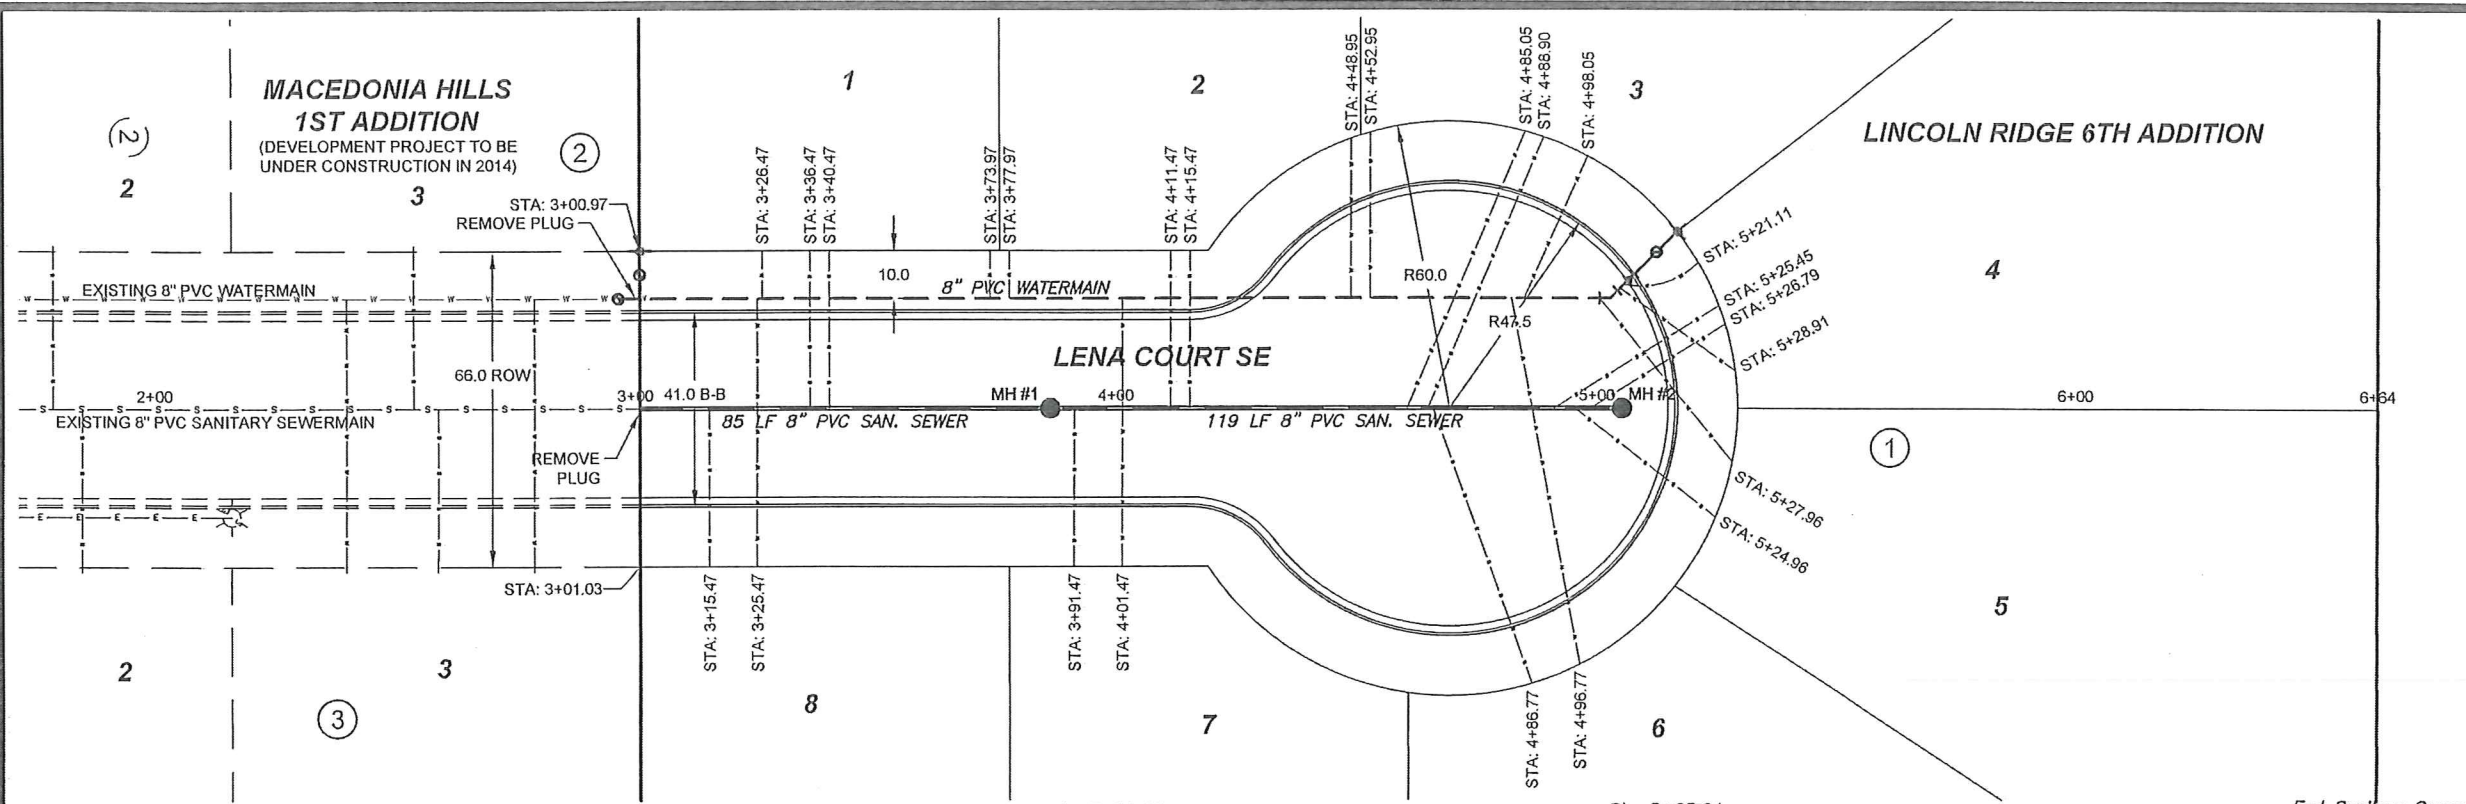 MACEDONIA HILLS
1ST ADDITION
(DEVELOPMENT PROJECT TO BE
UNDER CONSTRUCTION IN 2014)
(2)
2
2
3
STA: 3+00.97
REMOVE PLUG
1
2
3
LINCOLN RIDGE 6TH ADDITION
STA: 3+26.47
STA: 3+36.47
STA: 3+40.47
STA: 3+73.97
STA: 3+77.97
STA: 4+11.47
STA: 4+15.47
STA: 4+48.95
STA: 4+52.95
STA: 4+85.05
STA: 4+88.90
STA: 4+98.05
STA: 5+21.11
STA: 5+25.45
STA: 5+26.79
STA: 5+28.91
4
W W W W W W W W W W W W W W W W W
EXISTING 8" PVC WATERMAIN
10.0
8" PVC WATERMAIN
R60.0
R47.5
LENA COURT SE
66.0 ROW
2+00
3+00
41.0 B-B
MH #1
4+00
5+00
MH #2
6+00
6+64
S S S S S S S S S S S S S S S S
EXISTING 8" PVC SANITARY SEWERMAIN
85 LF 8" PVC SAN. SEWER
119 LF 8" PVC SAN. SEWER
REMOVE
PLUG
1
E E E E E
STA: 5+27.96
STA: 5+24.96
STA: 3+01.03
STA: 3+15.47
STA: 3+25.47
STA: 3+91.47
STA: 4+01.47
STA: 4+86.77
STA: 4+96.77
2
3
3
8
7
6
5